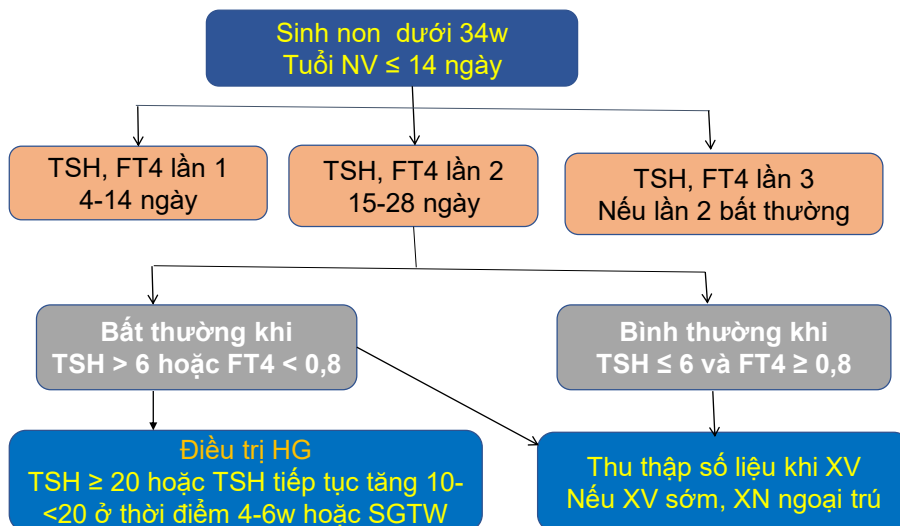 Sinh non dưới 34w
Tuổi NV ≤ 14 ngày
TSH, FT4 lần 1
4-14 ngày
TSH, FT4 lần 2
15-28 ngày
TSH, FT4 lần 3
Nếu lần 2 bất thường
Bất thường khi
TSH > 6 hoặc FT4 < 0,8
Bình thường khi
TSH ≤ 6 và FT4 ≥ 0,8
Điều trị HG
TSH ≥ 20 hoặc TSH tiếp tục tăng 10-
<20 ở thời điểm 4-6w hoặc SGTW
Thu thập số liệu khi XV
Nếu XV sớm, XN ngoại trú